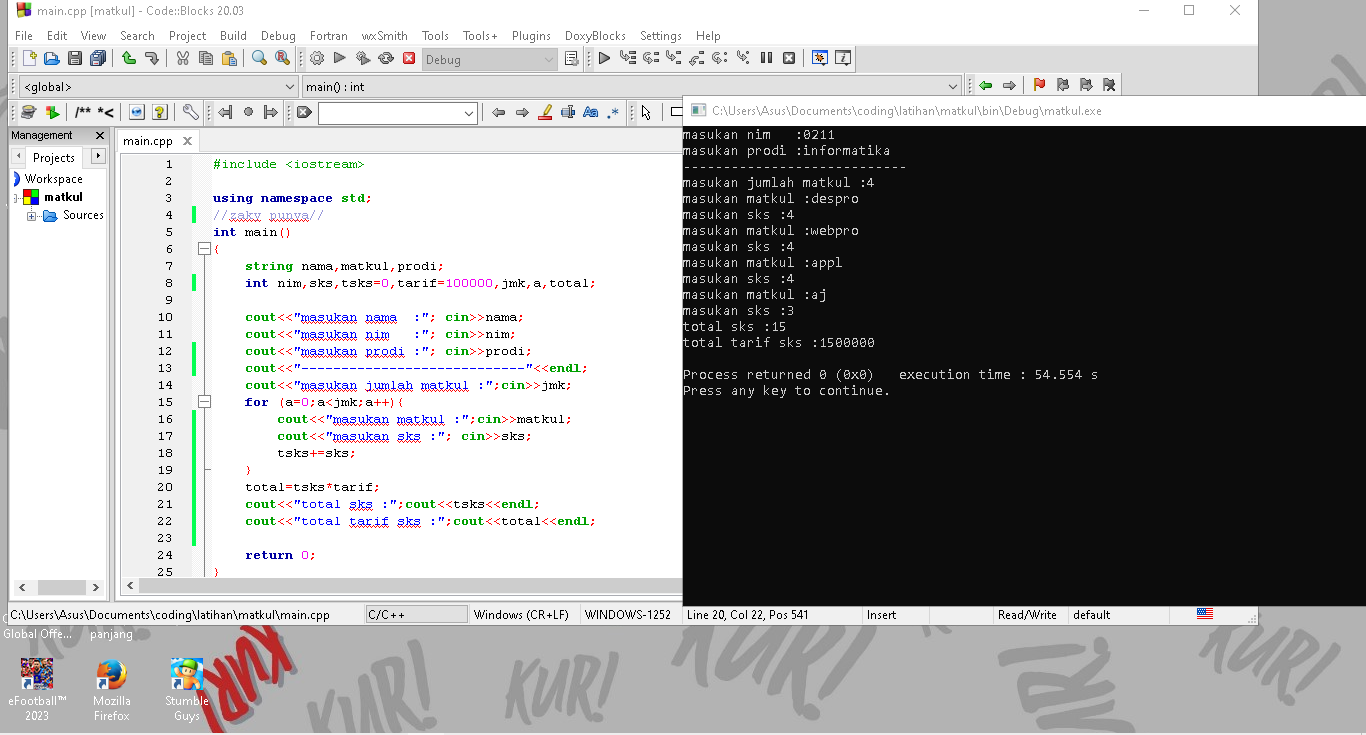 main.cpp [matkul] - Code::Blocks 20.03
File Edit View Search Project Build Debug Fortran wxSmith Tools Tools+ Plugins DoxyBlocks Settings Help
Debug
<global> main() : int
/** *<
Aa .*
Management
Projects
Workspace
matkul
Sources
main.cpp
1 #include <iostream>
2
3 using namespace std;
4 //zaky punya//
5 int main()
6 {
7 string nama,matkul,prodi;
8 int nim,sks,tsks=0,tarif=100000,jmk,a,total;
9
10 cout<<"masukan nama  :"; cin>>nama;
11 cout<<"masukan nim   :"; cin>>nim;
12 cout<<"masukan prodi :"; cin>>prodi;
13 cout<<"----------------------------"<<endl;
14 cout<<"masukan jumlah matkul :";cin>>jmk;
15 for (a=0;a<jmk;a++){
16 cout<<"masukan matkul :";cin>>matkul;
17 cout<<"masukan sks :"; cin>>sks;
18 tsks+=sks;
19 }
20 total=tsks*tarif;
21 cout<<"total sks :";cout<<tsks<<endl;
22 cout<<"total tarif sks :";cout<<total<<endl;
23
24 return 0;
25 }
C:\Users\Asus\Documents\coding\latihan\matkul\bin\Debug\matkul.exe
masukan nim   :0211
masukan prodi :informatika
----------------------------
masukan jumlah matkul :4
masukan matkul :despro
masukan sks :4
masukan matkul :webpro
masukan sks :4
masukan matkul :appl
masukan sks :4
masukan matkul :aj
masukan sks :3
total sks :15
total tarif sks :1500000
Process returned 0 (0x0)   execution time : 54.554 s
Press any key to continue.
C:\Users\Asus\Documents\coding\latihan\matkul\main.cpp C/C++ Windows (CR+LF) WINDOWS-1252 Line 20, Col 22, Pos 541 Insert Read/Write default
Global Offe... panjang
eFootball™
2023
Mozilla
Firefox
Stumble
Guys
KUR!
KUR!
KUR!
KUR!
KUR!